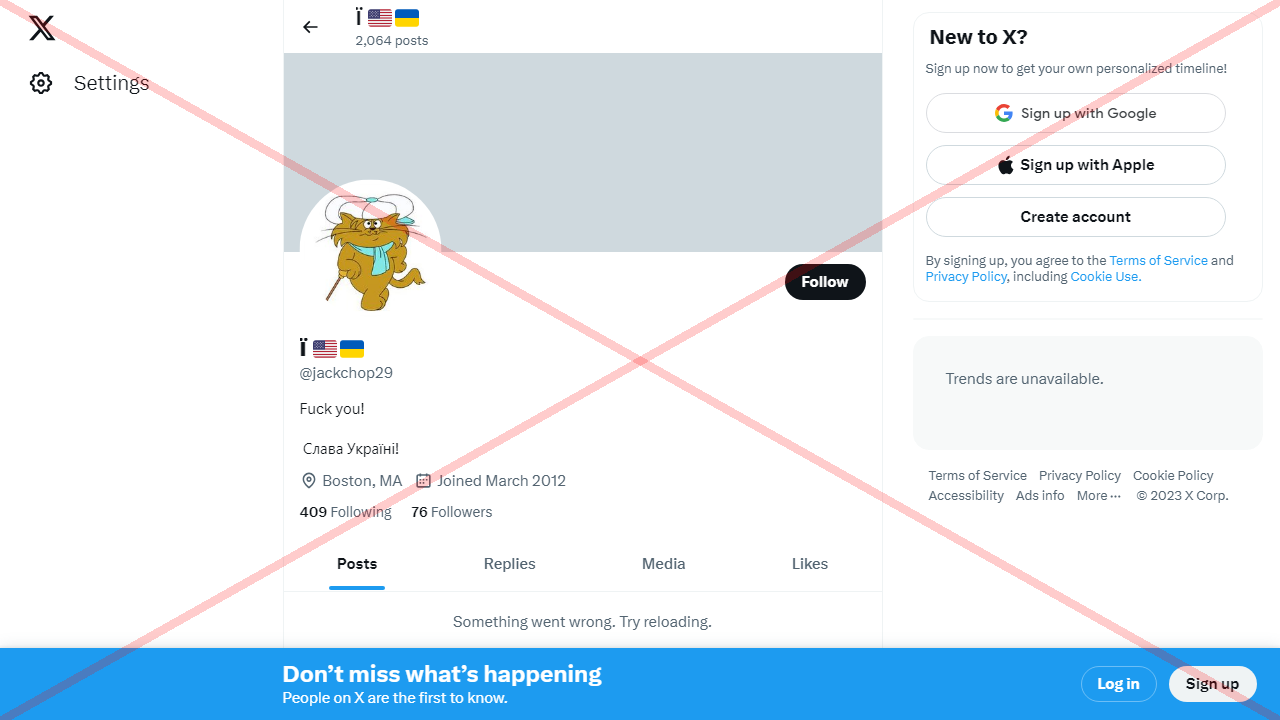 Settings
Ï 🇺🇸🇺🇦
2,064 posts
Follow
Ï 🇺🇸🇺🇦
@jackchop29
Fuck you!
Слава Україні!
Boston, MA Joined March 2012
409 Following 76 Followers
Posts Replies Media Likes
Something went wrong. Try reloading.
New to X?
Sign up now to get your own personalized timeline!
Sign up with Google
Sign up with Apple
Create account
By signing up, you agree to the Terms of Service and
Privacy Policy, including Cookie Use.
Trends are unavailable.
Terms of Service Privacy Policy Cookie Policy
Accessibility Ads info More ··· © 2023 X Corp.
Don’t miss what’s happening
People on X are the first to know.
Log in Sign up